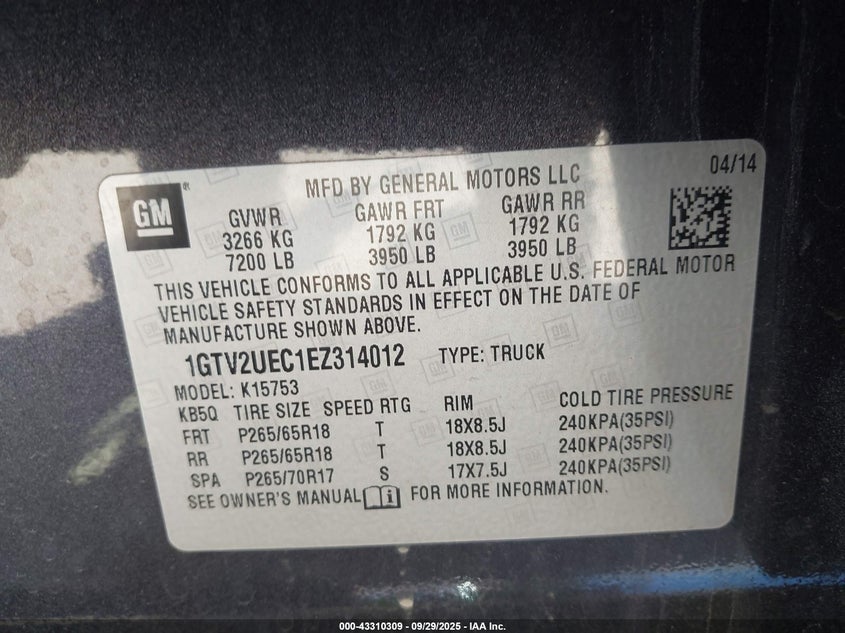 04/14
GM ® MFD BY GENERAL MOTORS LLC
GVWR GAWR FRT GAWR RR
3266 KG 1792 KG 1792 KG
7200 LB 3950 LB 3950 LB
THIS VEHICLE CONFORMS TO ALL APPLICABLE U.S. FEDERAL MOTOR
VEHICLE SAFETY STANDARDS IN EFFECT ON THE DATE OF
MANUFACTURE SHOWN ABOVE.
1GTV2UEC1EZ314012 TYPE: TRUCK
MODEL: K15753
KB5Q TIRE SIZE SPEED RTG RIM COLD TIRE PRESSURE
FRT P265/65R18 T 18X8.5J 240KPA(35PSI)
RR P265/65R18 T 18X8.5J 240KPA(35PSI)
SPA P265/70R17 S 17X7.5J 240KPA(35PSI)
SEE OWNER'S MANUAL FOR MORE INFORMATION.
000-43310309 - 09/29/2025 - IAA Inc.